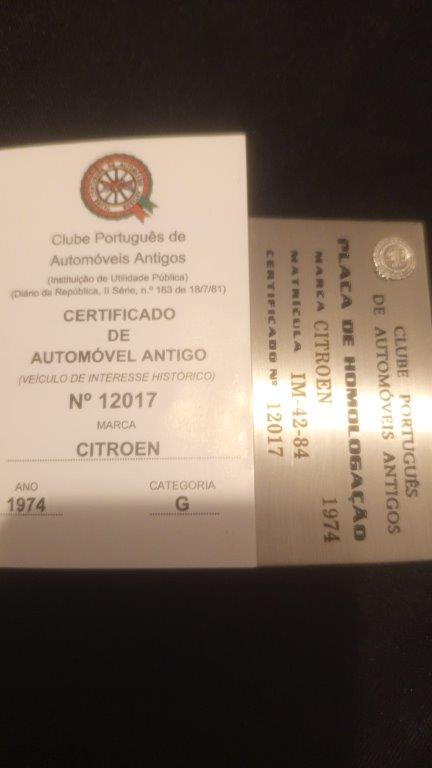 Clube Português de
Automóveis Antigos
(Instituição de Utilidade Pública)
(Diário da República, II Série, n.º 163 de 18/7/81)
CERTIFICADO
DE
AUTOMÓVEL ANTIGO
(VEÍCULO DE INTERESSE HISTÓRICO)
Nº 12017
MARCA
CITROEN
ANO CATEGORIA
1974 G
CLUBE PORTUGUÊS
DE AUTOMÓVEIS ANTIGOS
PLACA DE HOMOLOGAÇÃO
MARCA CITROEN 1974
MATRICULA IM-42-84
CERTIFICADO Nº 12017